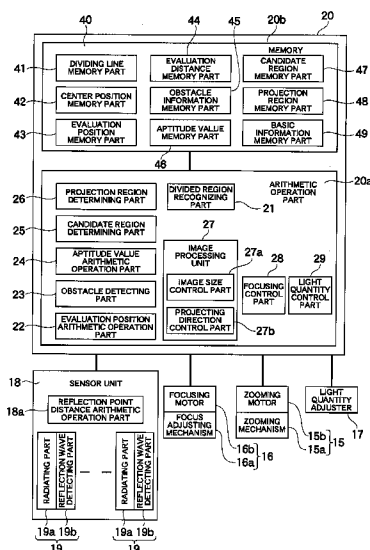 20
40
44
45
20b
MEMORY
41
DIVIDING LINE
MEMORY PART
EVALUATION
DISTANCE
MEMORY PART
CANDIDATE
REGION
MEMORY PART
47
42
CENTER POSITION
MEMORY PART
OBSTACLE
INFORMATION
MEMORY PART
PROJECTION
REGION
MEMORY PART
48
43
EVALUATION
POSITION
MEMORY PART
APTITUDE VALUE
MEMORY PART
BASIC
INFORMATION
MEMORY PART
49
46
20a
26
PROJECTION REGION
DETERMINING PART
DIVIDED REGION
RECOGNIZING
PART
21
ARITHMETIC
OPERATION PART
25
CANDIDATE REGION
DETERMINING PART
27
24
APTITUDE VALUE
ARITHMETIC
OPERATION PART
IMAGE
PROCESSING
UNIT
27a
IMAGE SIZE
CONTROL PART
28
29
23
OBSTACLE DETECTING
PART
FOCUSING
CONTROL
PART
LIGHT
QUANTITY
CONTROL
PART
22
EVALUATION POSITION
ARITHMETIC OPERATION
PART
PROJECTING
DIRECTION
CONTROL PART
27b
18
SENSOR UNIT
18a
REFLECTION POINT
DISTANCE ARITHMETIC
OPERATION PART
FOCUSING
MOTOR
FOCUS
ADJUSTING
MECHANISM
16b
16a
16
ZOOMING
MOTOR
ZOOMING
MECHANISM
15b
15a
15
LIGHT
QUANTITY
ADJUSTER
17
RADIATING PART
REFLECTION WAVE
DETECTING PART
RADIATING PART
REFLECTION WAVE
DETECTING PART
19a 19b
19
19a 19b
19